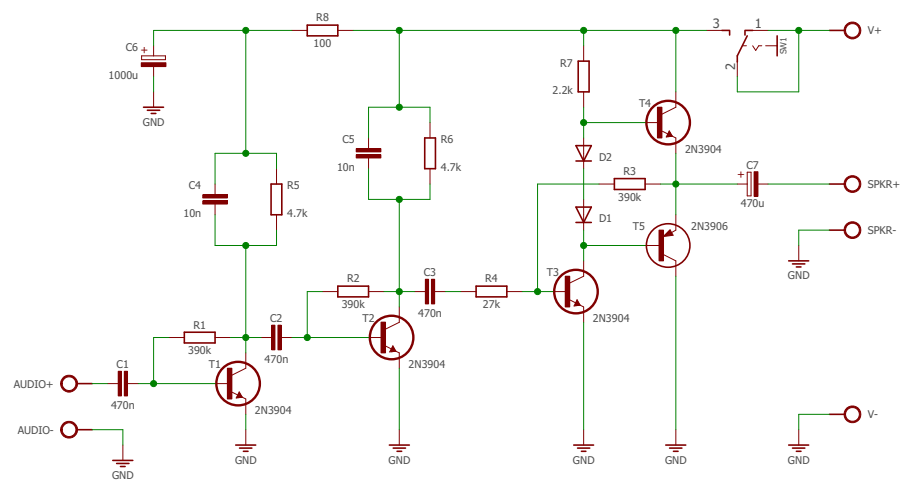 R8
100
3
1
V+
SW1
2
C6
+
1000u
GND
R7
2.2k
T4
2N3904
C5
10n
R6
4.7k
D2
C4
10n
R5
4.7k
R3
390k
C7
+
470u
SPKR+
D1
T5
2N3906
SPKR-
GND
R2
390k
C3
470n
R4
27k
T3
2N3904
R1
390k
C2
470n
T2
2N3904
C1
470n
T1
2N3904
AUDIO+
AUDIO-
V-
GND
GND
GND
GND
GND
GND